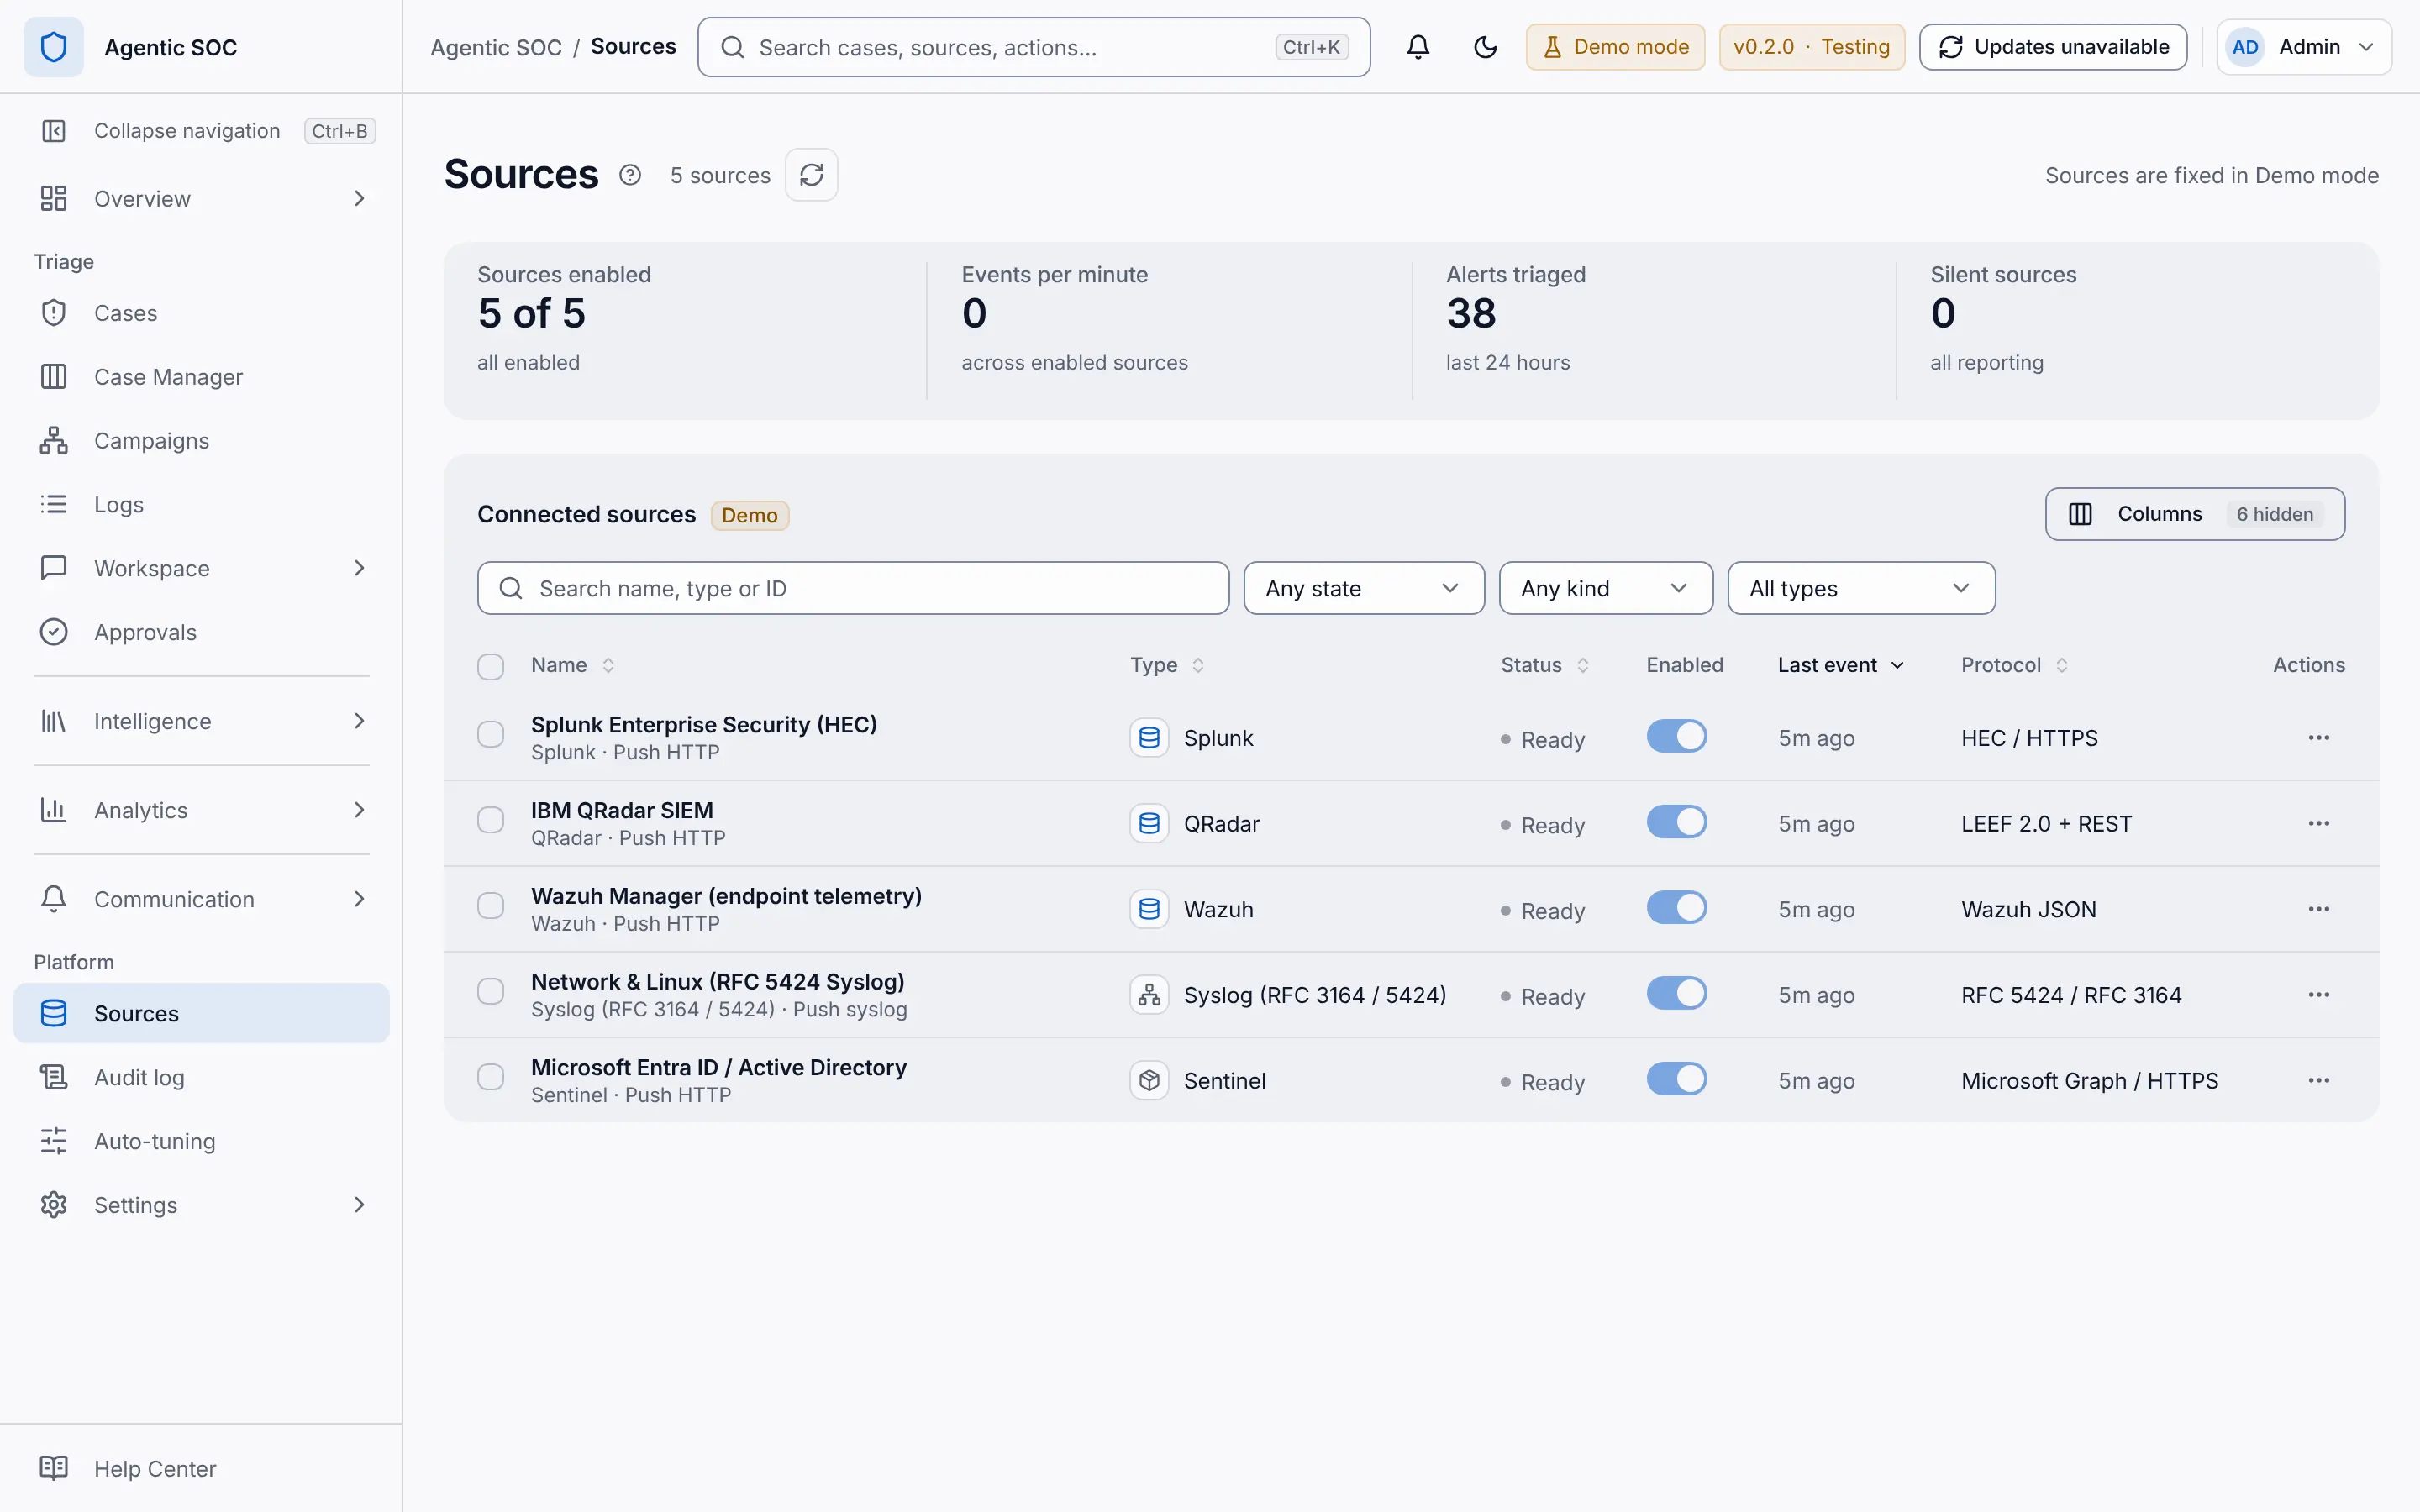 Agentic SOC
Agentic SOC / Sources
Search cases, sources, actions... Ctrl+K
Demo mode
v0.2.0 · Testing
Updates unavailable
AD Admin
Collapse navigation Ctrl+B
Overview
Triage
Cases
Case Manager
Campaigns
Logs
Workspace
Approvals
Intelligence
Analytics
Communication
Platform
Sources
Audit log
Auto-tuning
Settings
Help Center
Sources 5 sources
Sources are fixed in Demo mode
Sources enabled
5 of 5
all enabled
Events per minute
0
across enabled sources
Alerts triaged
38
last 24 hours
Silent sources
0
all reporting
Connected sources Demo
Columns 6 hidden
Search name, type or ID
Any state
Any kind
All types
Name Type Status Enabled Last event Protocol Actions
Splunk Enterprise Security (HEC)
Splunk · Push HTTP
Splunk Ready 5m ago HEC / HTTPS
IBM QRadar SIEM
QRadar · Push HTTP
QRadar Ready 5m ago LEEF 2.0 + REST
Wazuh Manager (endpoint telemetry)
Wazuh · Push HTTP
Wazuh Ready 5m ago Wazuh JSON
Network & Linux (RFC 5424 Syslog)
Syslog (RFC 3164 / 5424) · Push syslog
Syslog (RFC 3164 / 5424) Ready 5m ago RFC 5424 / RFC 3164
Microsoft Entra ID / Active Directory
Sentinel · Push HTTP
Sentinel Ready 5m ago Microsoft Graph / HTTPS